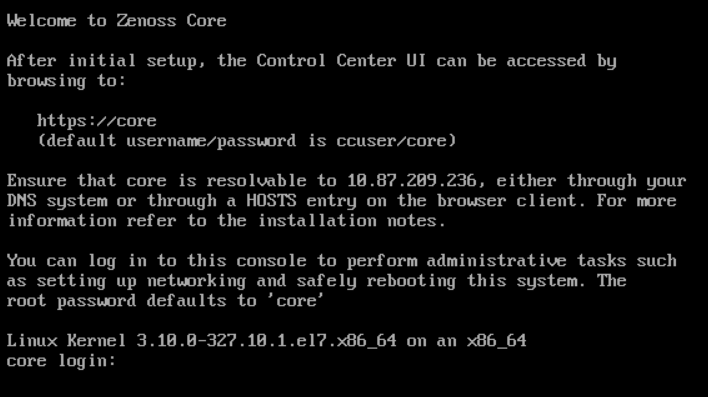 Welcome to Zenoss Core
After initial setup, the Control Center UI can be accessed by
browsing to:
https://core
(default username/password is ccuser/core)
Ensure that core is resolvable to 10.87.209.236, either through your
DNS system or through a HOSTS entry on the browser client. For more
information refer to the installation notes.
You can log in to this console to perform administrative tasks such
as setting up networking and safely rebooting this system. The
root password defaults to 'core'
Linux Kernel 3.10.0-327.10.1.el7.x86_64 on an x86_64
core login: